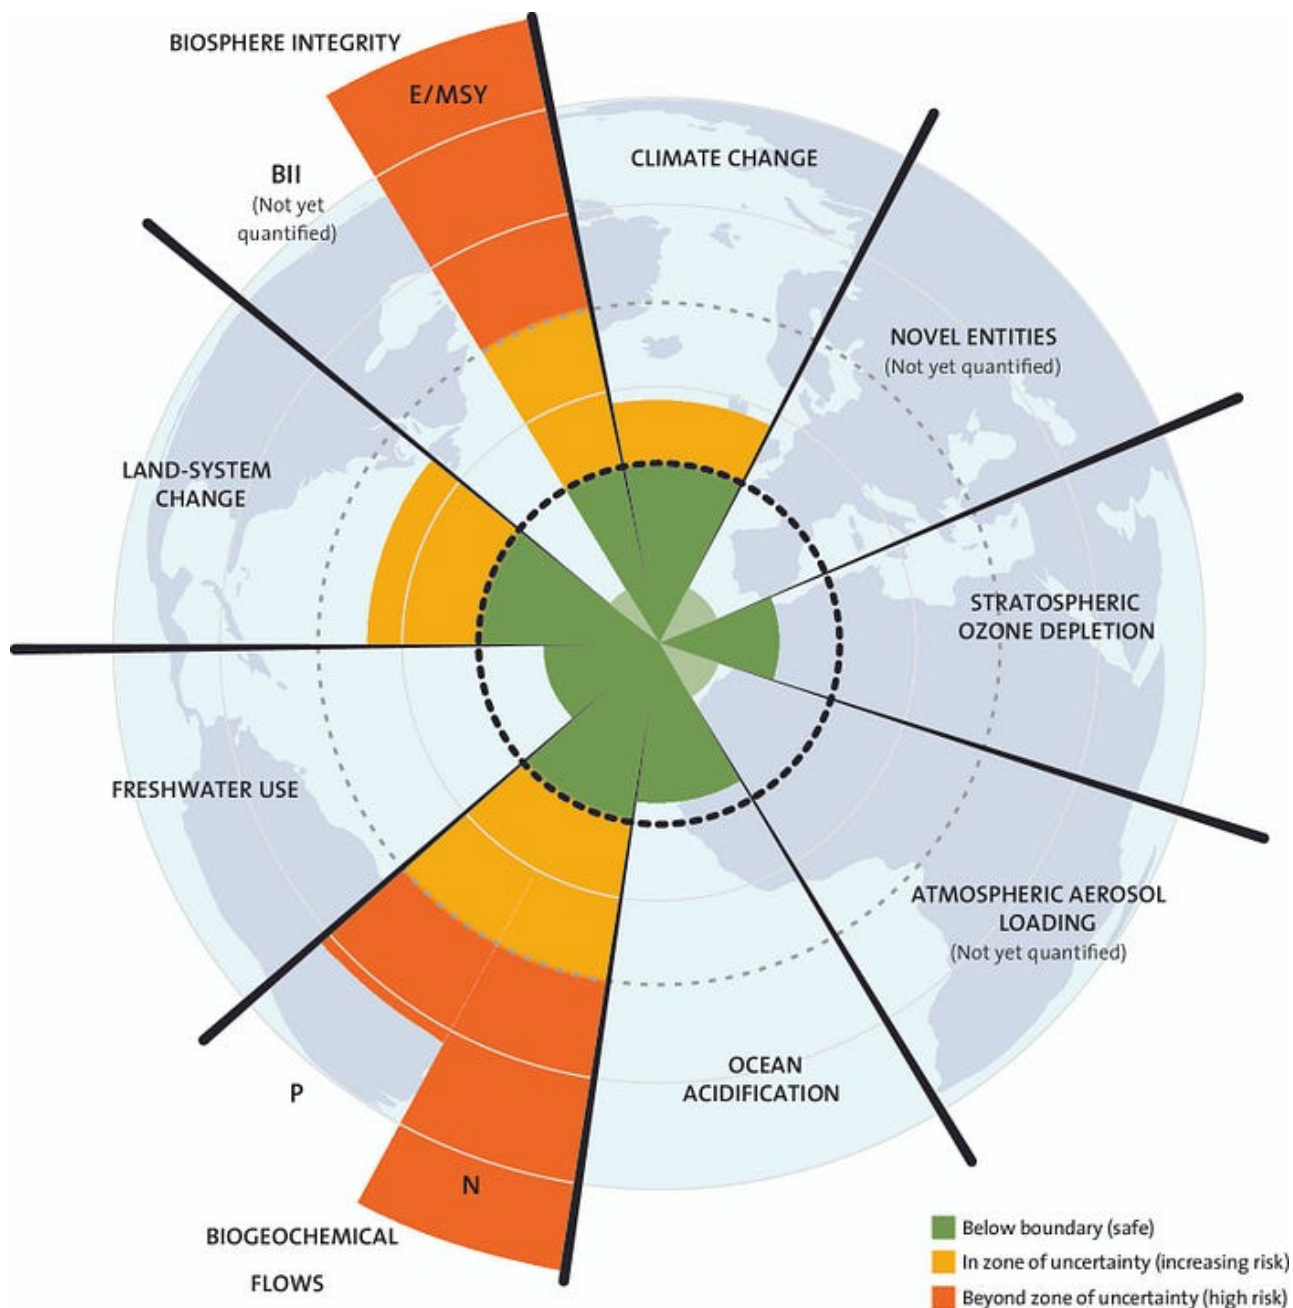 BIOSPHERE INTEGRITY
E/MSY
BII
(Not yet
quantified)
CLIMATE CHANGE
NOVEL ENTITIES
(Not yet quantified)
LAND-SYSTEM
CHANGE
STRATOSPHERIC
OZONE DEPLETION
FRESHWATER USE
ATMOSPHERIC AEROSOL
LOADING
(Not yet quantified)
OCEAN
ACIDIFICATION
P
N
BIOGEOCHEMICAL
FLOWS
Below boundary (safe)
In zone of uncertainty (increasing risk)
Beyond zone of uncertainty (high risk)